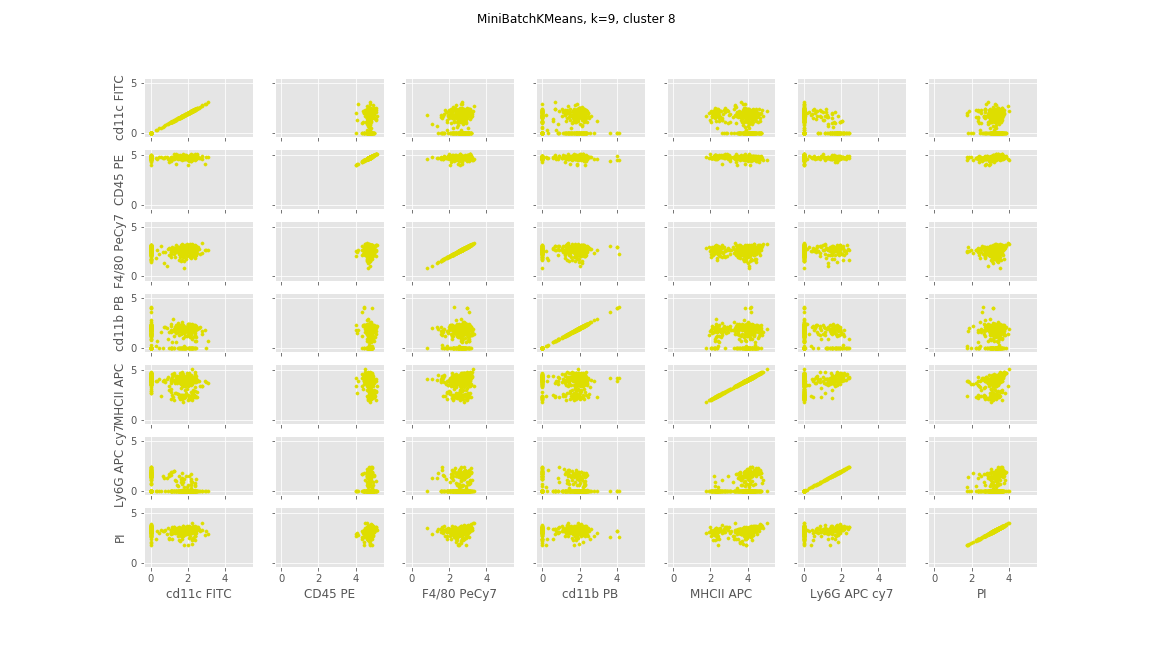 MiniBatchKMeans, k=9, cluster 8
cd11c FITC
5
0
CD45 PE
5
0
F4/80 PeCy7
5
0
cd11b PB
5
0
MHCII APC
5
0
Ly6G APC cy7
5
0
PI
5
0
0 2 4 0 2 4 0 2 4 0 2 4 0 2 4 0 2 4 0 2 4
cd11c FITC CD45 PE F4/80 PeCy7 cd11b PB MHCII APC Ly6G APC cy7 PI